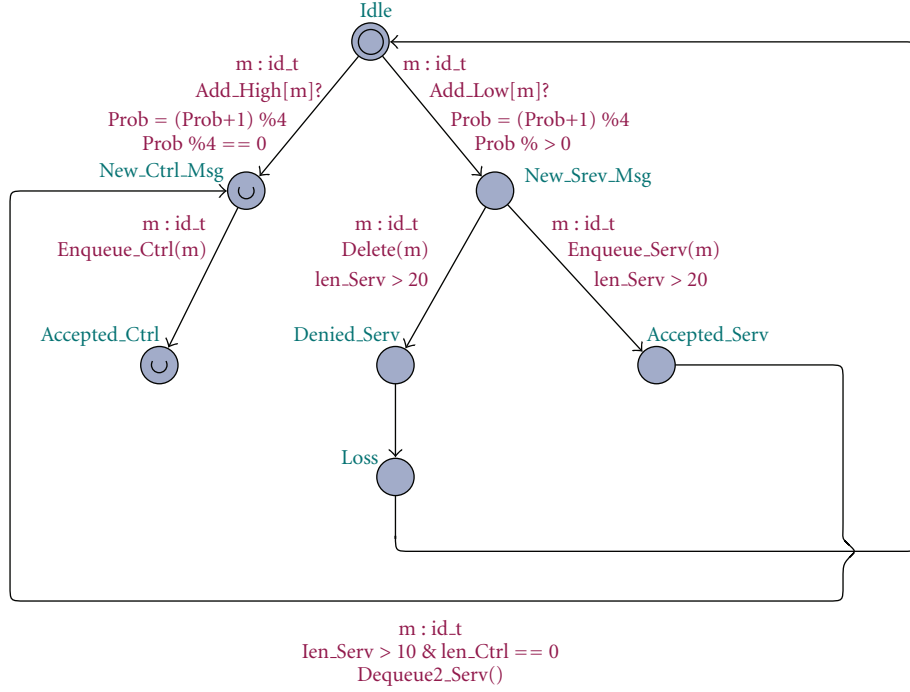 Idle
m : id_t
Add_High[m]?
Prob = (Prob+1) %4
Prob %4 == 0
m : id_t
Add_Low[m]?
Prob = (Prob+1) %4
Prob % > 0
New_Ctrl_Msg
New_Srev_Msg
m : id_t
Enqueue_Ctrl(m)
m : id_t
Delete(m)
len_Serv > 20
m : id_t
Enqueue_Serv(m)
len_Serv > 20
Accepted_Ctrl
Denied_Serv
Accepted_Serv
Loss
m : id_t
Ien_Serv > 10 & len_Ctrl == 0
Dequeue2_Serv()